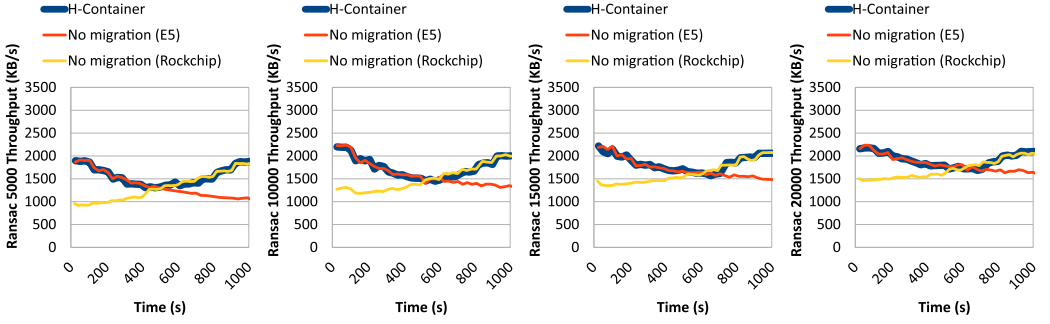 H-Container
No migration (E5)
No migration (Rockchip)
Ransac 5000 Throughput (KB/s)
3500
3000
2500
2000
1500
1000
500
0
0
200
400
600
800
1000
Time (s)
H-Container
No migration (E5)
No migration (Rockchip)
Ransac 10000 Throughput (KB/s)
3500
3000
2500
2000
1500
1000
500
0
0
200
400
600
800
1000
Time (s)
H-Container
No migration (E5)
No migration (Rockchip)
Ransac 15000 Throughput (KB/s)
3500
3000
2500
2000
1500
1000
500
0
0
200
400
600
800
1000
Time (s)
H-Container
No migration (E5)
No migration (Rockchip)
Ransac 20000 Throughput (KB/s)
3500
3000
2500
2000
1500
1000
500
0
0
200
400
600
800
1000
Time (s)